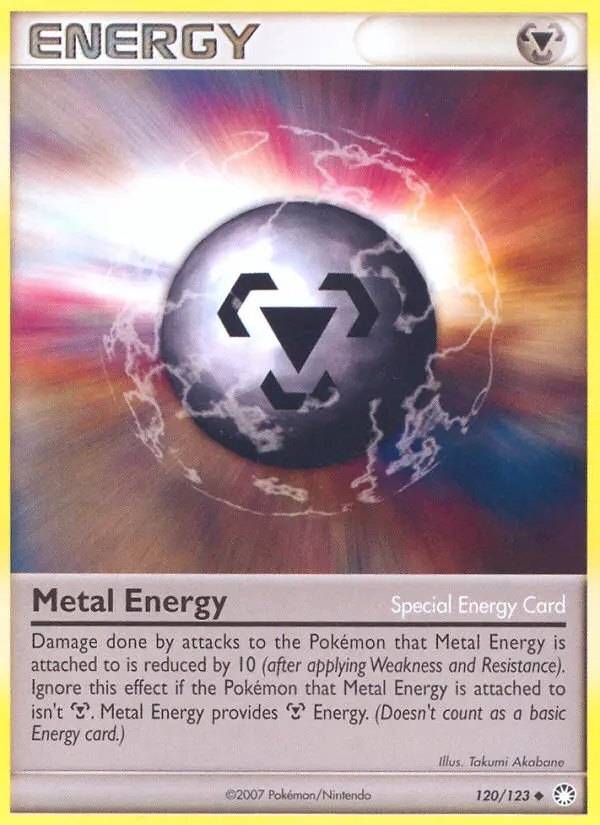 ENERGY
Metal Energy
Special Energy Card
Damage done by attacks to the Pokémon that Metal Energy is
attached to is reduced by 10 (after applying Weakness and Resistance).
Ignore this effect if the Pokémon that Metal Energy is attached to
isn't . Metal Energy provides Energy. (Doesn't count as a basic
Energy card.)
Illus. Takumi Akabane
©2007 Pokémon/Nintendo
120/123 ◆